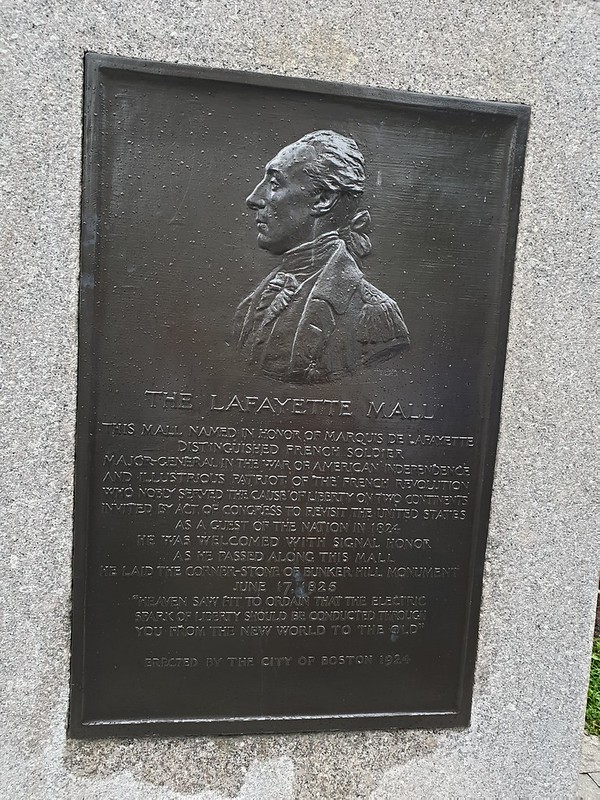 THE LAFAYETTE MALL
THIS MALL NAMED IN HONOR OF MARQUIS DE LAFAYETTE
DISTINGUISHED FRENCH SOLDIER
MAJOR-GENERAL IN THE WAR OF AMERICAN INDEPENDENCE
AND ILLUSTRIOUS PATRIOT OF THE FRENCH REVOLUTION
WHO NOBLY SERVED THE CAUSE OF LIBERTY ON TWO CONTINENTS
INVITED BY ACT OF CONGRESS TO REVISIT THE UNITED STATES
AS A GUEST OF THE NATION IN 1824
HE WAS WELCOMED WITH SIGNAL HONOR
AS HE PASSED ALONG THIS MALL
HE LAID THE CORNER-STONE OF BUNKER HILL MONUMENT
JUNE 17, 1825
"HEAVEN SAW FIT TO ORDAIN THAT THE ELECTRIC
SPARK OF LIBERTY SHOULD BE CONDUCTED THROUGH
YOU FROM THE NEW WORLD TO THE OLD"
ERECTED BY THE CITY OF BOSTON 1924